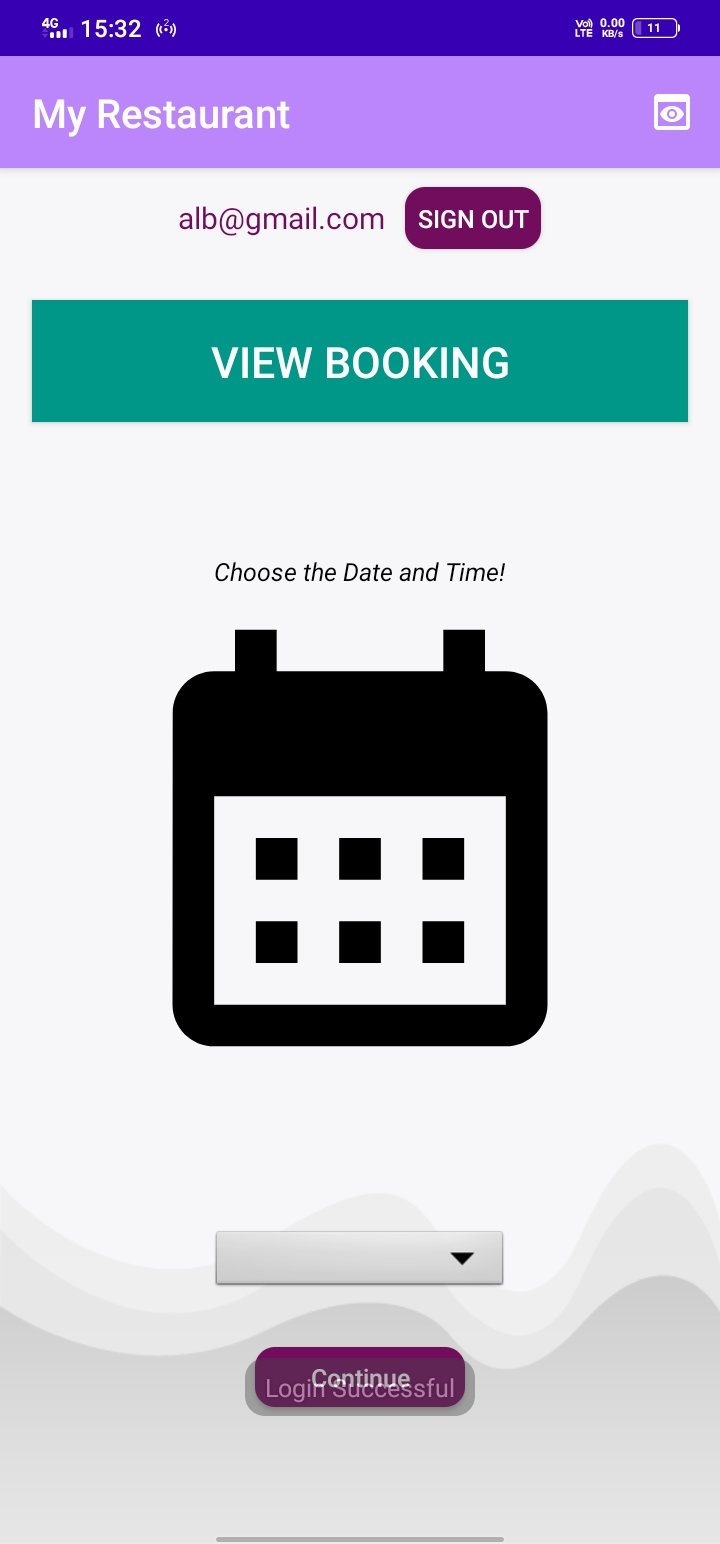 4G 15:32 2 Vo) LTE 0.00 KB/s 11
My Restaurant
alb@gmail.com SIGN OUT
VIEW BOOKING
Choose the Date and Time!
Continue
Login Successful